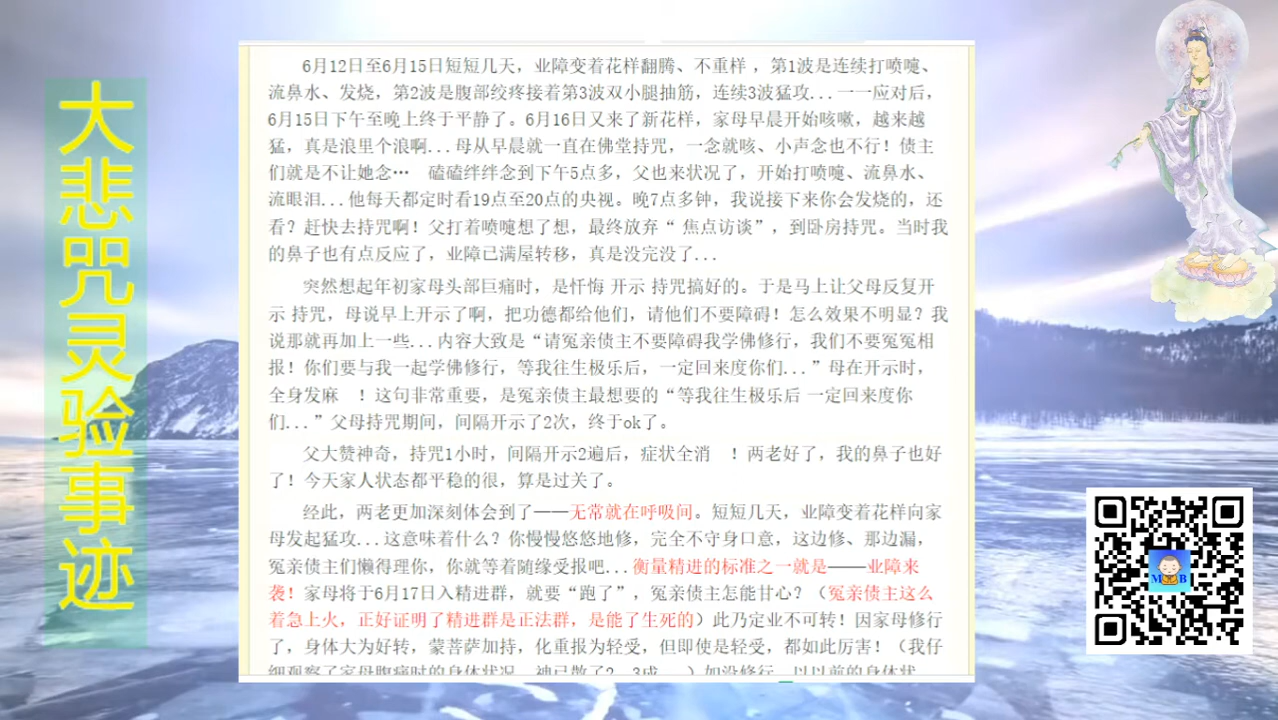 大悲咒灵验事迹
6月12日至6月15日短短几天，业障变着花样翻腾、不重样 ，第1波是连续打喷嚏、
流鼻水、发烧，第2波是腹部绞疼接着第3波双小腿抽筋，连续3波猛攻...一一应对后，
6月15日下午至晚上终于平静了。6月16日又来了新花样，家母早晨开始咳嗽，越来越
猛，真是浪里个浪啊...母从早晨就一直在佛堂持咒，一念就咳、小声念也不行！债主
们就是不让她念… 磕磕绊绊念到下午5点多，父也来状况了，开始打喷嚏、流鼻水、
流眼泪...他每天都定时看19点至20点的央视。晚7点多钟，我说接下来你会发烧的，还
看？赶快去持咒啊！父打着喷嚏想了想，最终放弃“ 焦点访谈”，到卧房持咒。当时我
的鼻子也有点反应了，业障已满屋转移，真是没完没了...
突然想起年初家母头部巨痛时，是忏悔 开示 持咒搞好的。于是马上让父母反复开
示 持咒，母说早上开示了啊，把功德都给他们，请他们不要障碍！怎么效果不明显？我
说那就再加上一些...内容大致是“请冤亲债主不要障碍我学佛修行，我们不要冤冤相
报！你们要与我一起学佛修行，等我往生极乐后，一定回来度你们...”母在开示时，
全身发麻 ！这句非常重要，是冤亲债主最想要的“等我往生极乐后 一定回来度你
们...”父母持咒期间，间隔开示了2次，终于ok了。
父大赞神奇，持咒1小时，间隔开示2遍后，症状全消 ！两老好了，我的鼻子也好
了！今天家人状态都平稳的很，算是过关了。
经此，两老更加深刻体会到了——无常就在呼吸间。短短几天，业障变着花样向家
母发起猛攻...这意味着什么？你慢慢悠悠地修，完全不守身口意，这边修、那边漏，
冤亲债主们懒得理你，你就等着随缘受报吧...衡量精进的标准之一就是——业障来
袭！家母将于6月17日入精进群，就要“跑了”，冤亲债主怎能甘心？（冤亲债主这么
着急上火，正好证明了精进群是正法群，是能了生死的）此乃定业不可转！因家母修行
了，身体大为好转，蒙菩萨加持，化重报为轻受，但即使是轻受，都如此厉害！（我仔
细观察了家母腹痛时的身体状况，神已散了2、3成...）如没修行，以以前的身体状
M B